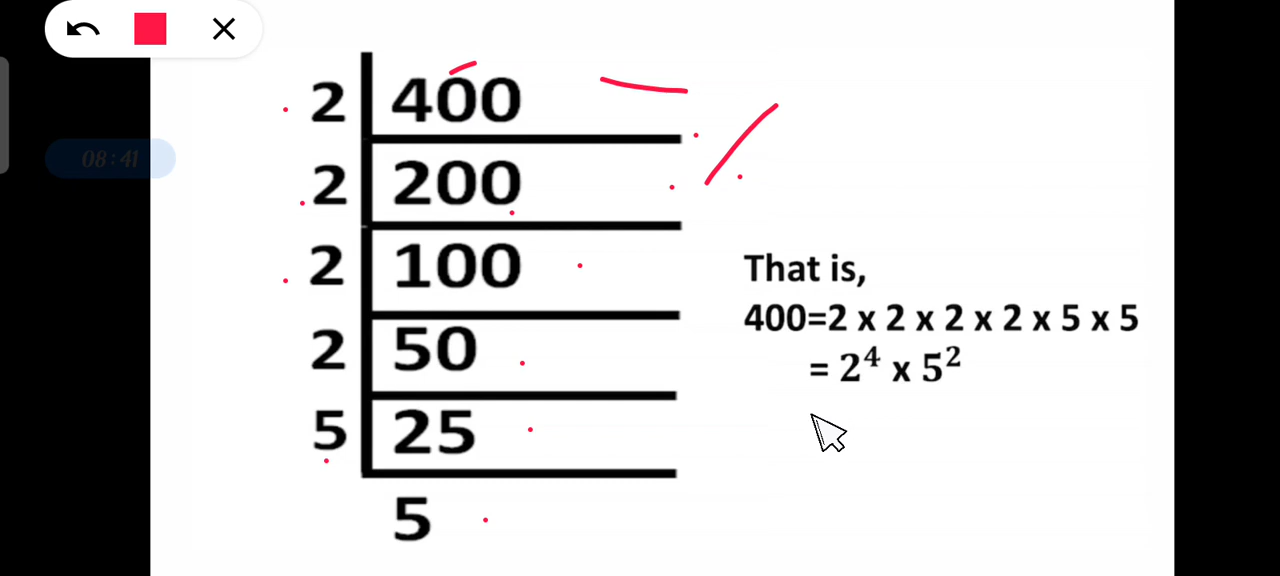 2 400
08:41
2 200
2 100
2 50
5 25
5
That is,
400=2 x 2 x 2 x 2 x 5 x 5
= 2⁴ x 5²